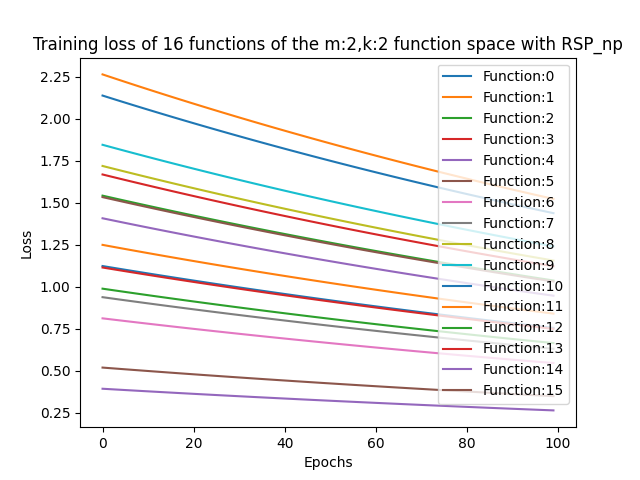 Training loss of 16 functions of the m:2,k:2 function space with RSP_np
Loss
2.25
2.00
1.75
1.50
1.25
1.00
0.75
0.50
0.25
Function:0
Function:1
Function:2
Function:3
Function:4
Function:5
Function:6
Function:7
Function:8
Function:9
Function:10
Function:11
Function:12
Function:13
Function:14
Function:15
0 20 40 60 80 100
Epochs